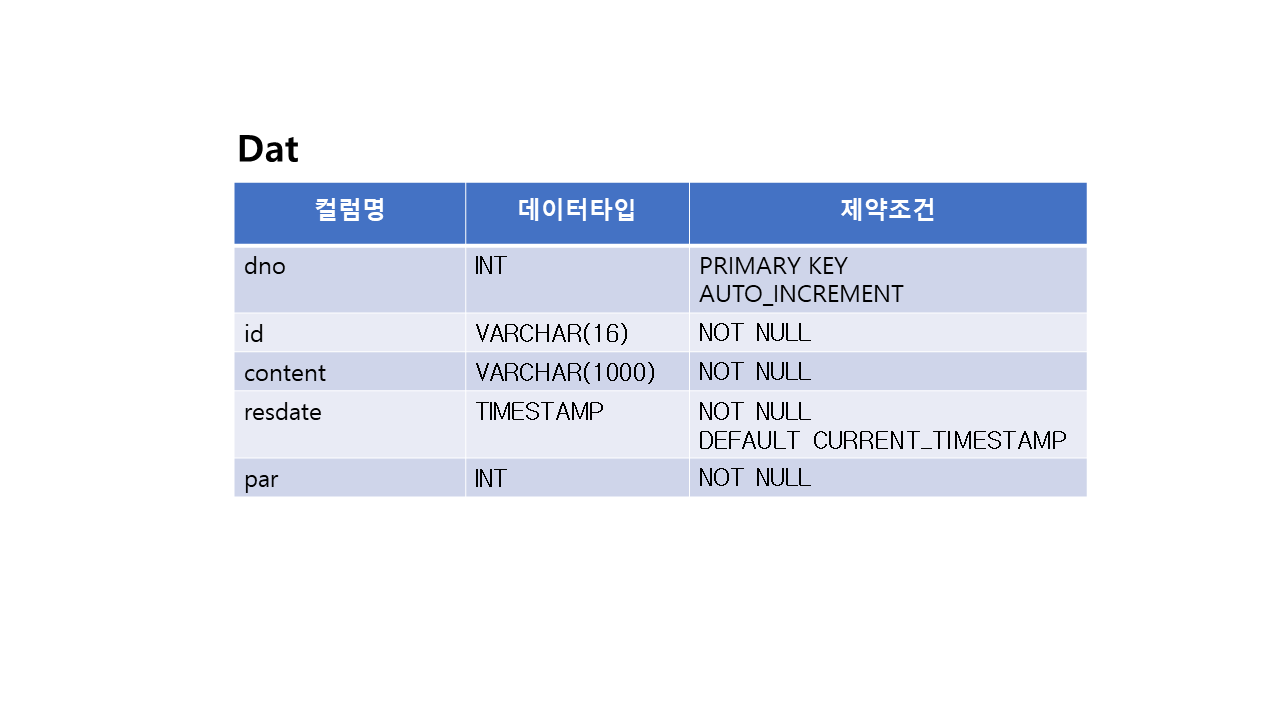 Dat
컬럼명 데이터타입 제약조건
dno INT PRIMARY KEY
AUTO_INCREMENT
id VARCHAR(16) NOT NULL
content VARCHAR(1000) NOT NULL
resdate TIMESTAMP NOT NULL
DEFAULT CURRENT_TIMESTAMP
par INT NOT NULL